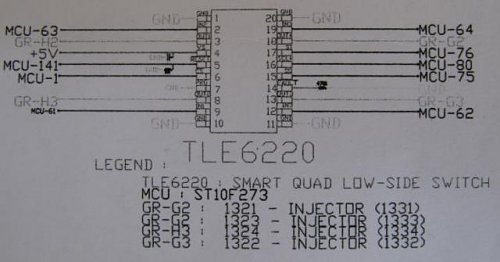 GND 1 20 GND
MCU-63 2 19 MCU-64
GR-H2 3 18 GR-G2
+5V 4 17 MCU-76
MCU-141 5 16 MCU-80
MCU-1 6 15 MCU-75
GND 7 14
GR-H3 8 13 GR-G3
MCU-61 9 12 MCU-62
GND 10 11 GND
TLE6220
LEGEND :
TLE6220 : SMART QUAD LOW-SIDE SWITCH
MCU : ST10F273
GR-G2 : 1321 - INJECTOR (1331)
GR-H2 : 1323 - INJECTOR (1333)
GR-H3 : 1324 - INJECTOR (1334)
GR-G3 : 1322 - INJECTOR (1332)